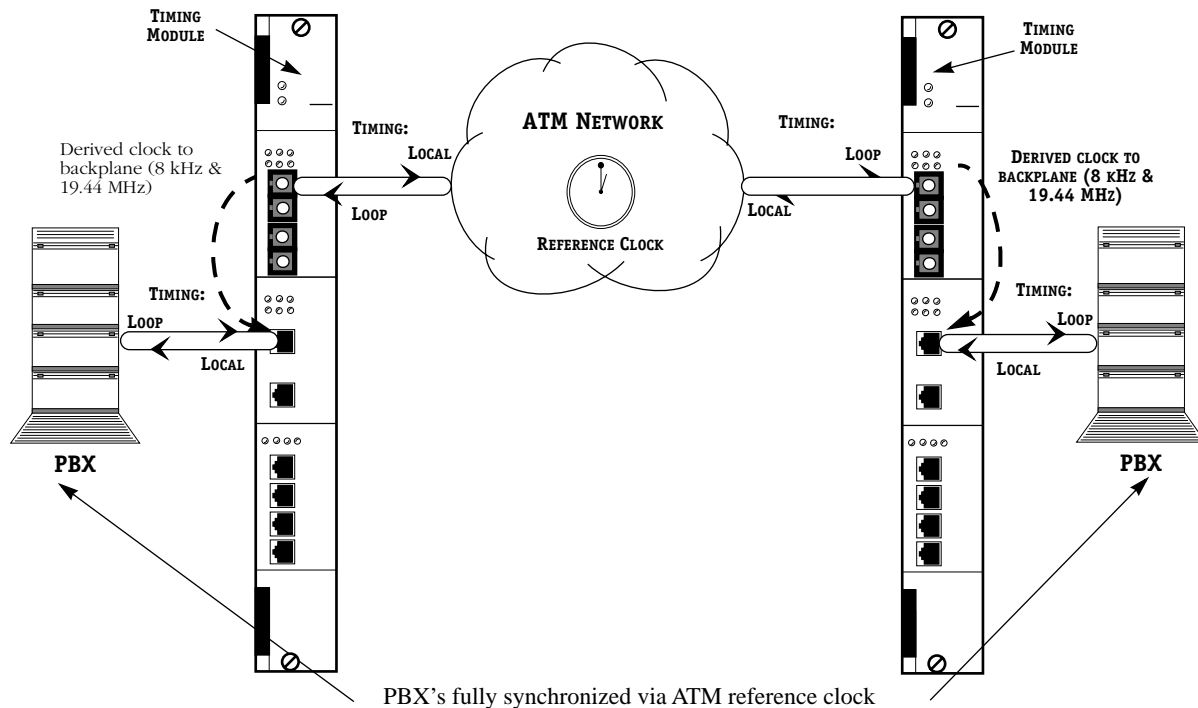 TIMING
MODULE
Derived clock to
backplane (8 kHz &
19.44 MHz)
TIMING:
LOCAL
LOOP
ATM NETWORK
REFERENCE CLOCK
TIMING:
LOOP
LOCAL
TIMING
MODULE
DERIVED CLOCK TO
BACKPLANE (8 KHZ &
19.44 MHZ)
TIMING:
LOOP
LOCAL
PBX
TIMING:
LOOP
LOCAL
PBX
PBX's fully synchronized via ATM reference clock